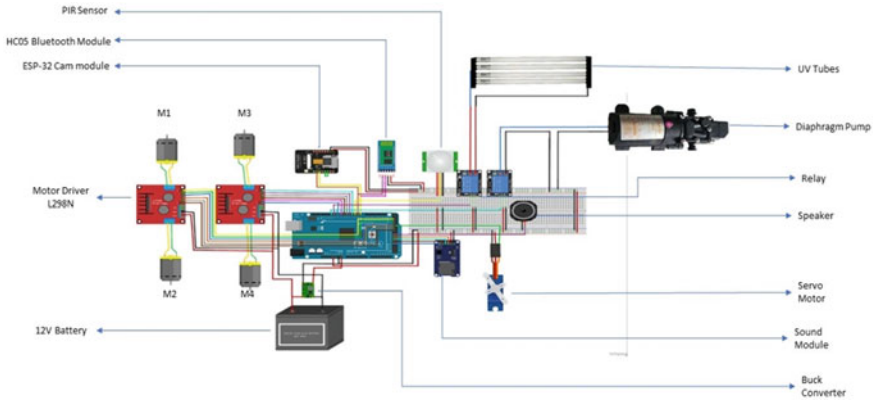 PIR Sensor
HC05 Bluetooth Module
ESP-32 Cam module
M1
M3
UV Tubes
Diaphragm Pump
Motor Driver
L298N
Relay
Speaker
M2
M4
Servo
Motor
12V Battery
Sound
Module
Buck
Converter